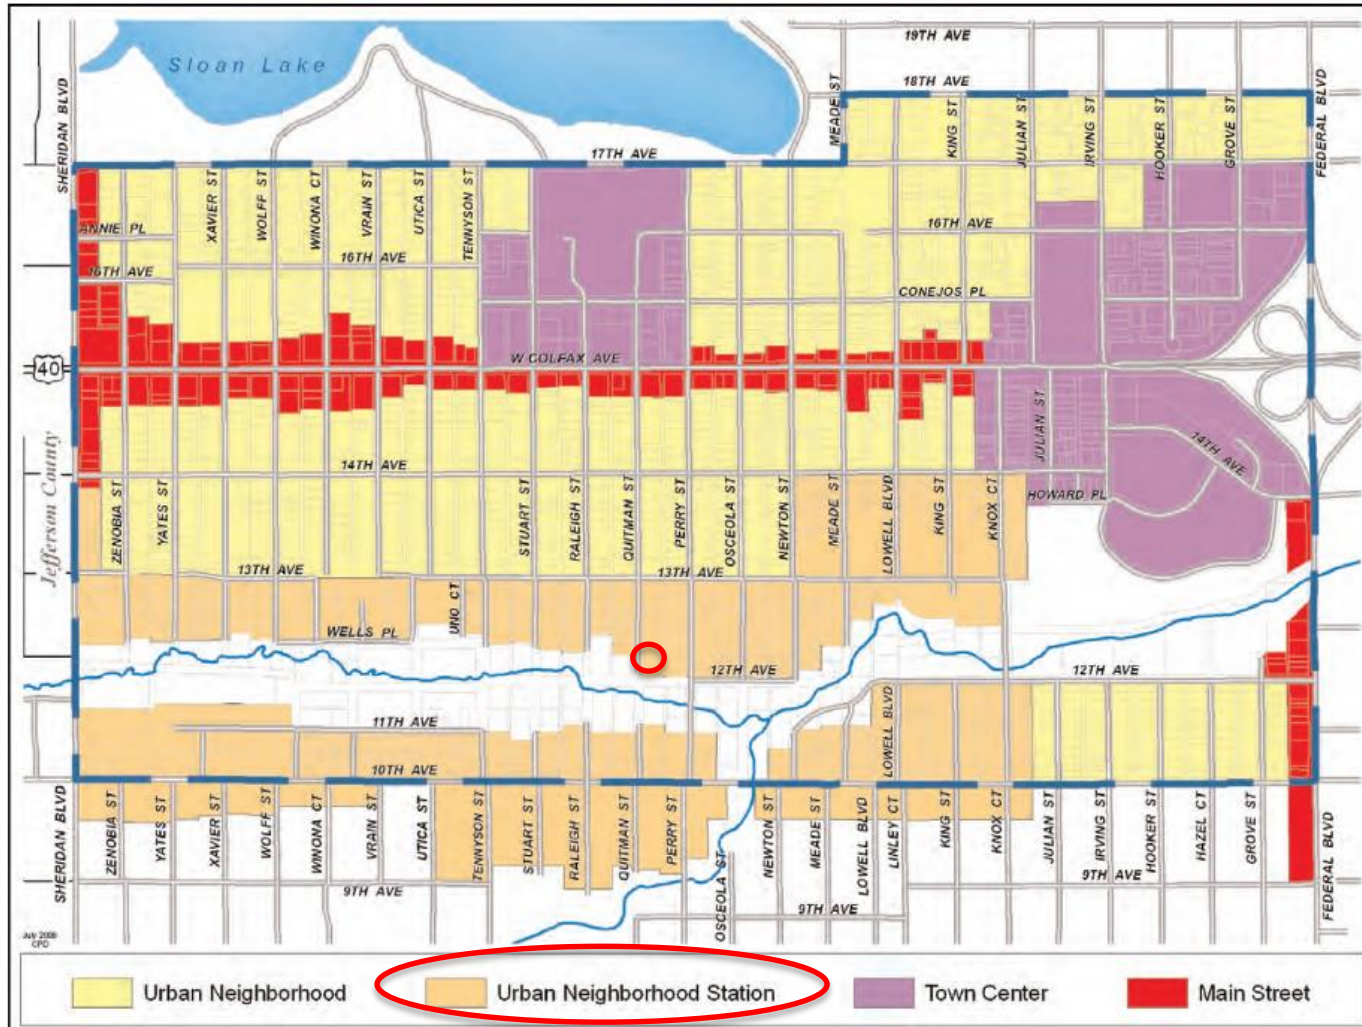 19TH AVE
Sloan Lake
18TH AVE
SHERIDAN BLVD
MEADE ST
KING ST
JULIAN ST
IRVING ST
HOOKER ST
GROVE ST
FEDERAL BLVD
17TH AVE
XAVIER ST
WOLFF ST
WINONA CT
VRAIN ST
UTICA ST
TENNYSON ST
ANNIE PL
16TH AVE
16TH AVE
16TH AVE
CONEJOS PL
W COLFAX AVE
40
Jefferson County
JULIAN ST
14TH AVE
14TH AVE
HOWARD PL
ZENOBIA ST
YATES ST
STUART ST
RALEIGH ST
QUITMAN ST
PERRY ST
OSCEOLA ST
NEWTON ST
MEADE ST
LOWELL BLVD
KING ST
KNOX CT
13TH AVE
13TH AVE
UNO CT
WELLS PL
12TH AVE
12TH AVE
11TH AVE
LOWELL BLVD
10TH AVE
SHERIDAN BLVD
ZENOBIA ST
YATES ST
XAVIER ST
WOLFF ST
WINONA CT
VRAIN ST
UTICA ST
TENNYSON ST
STUART ST
RALEIGH ST
QUITMAN ST
PERRY ST
OSCEOLA ST
NEWTON ST
MEADE ST
LOWELL BLVD
LINLEY CT
KING ST
KNOX CT
JULIAN ST
IRVING ST
HOOKER ST
HAZEL CT
GROVE ST
FEDERAL BLVD
9TH AVE
9TH AVE
9TH AVE
July 2006
CPD
Urban Neighborhood
Urban Neighborhood Station
Town Center
Main Street